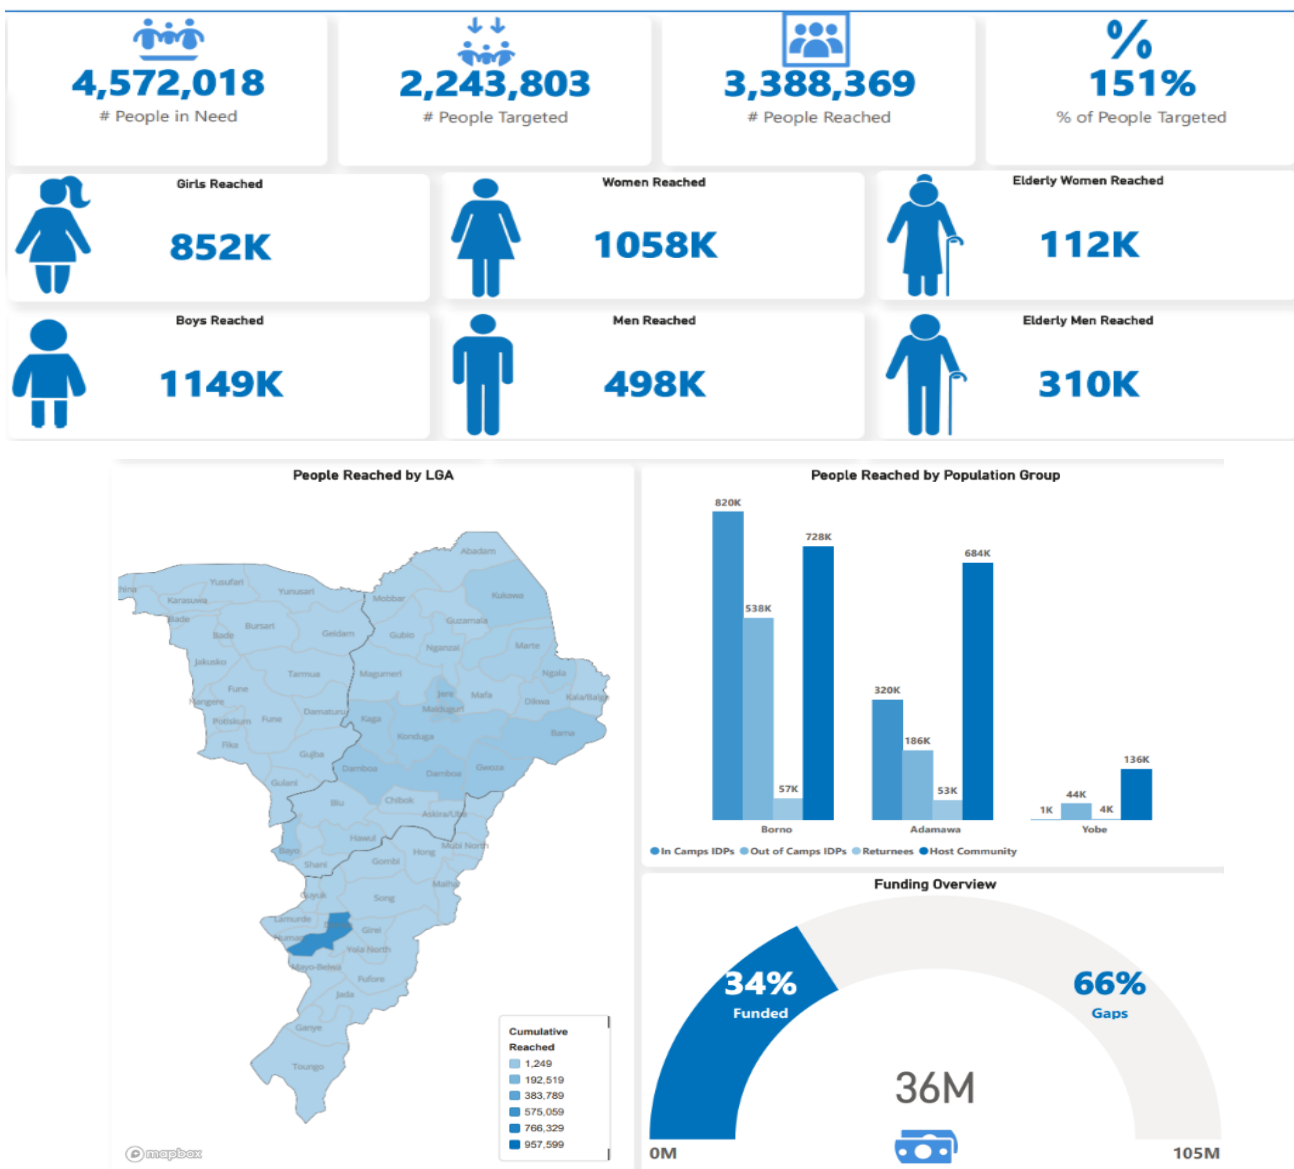 4,572,018
# People in Need
2,243,803
# People Targeted
3,388,369
# People Reached
%
151%
% of People Targeted
Girls Reached
852K
Women Reached
1058K
Elderly Women Reached
112K
Boys Reached
1149K
Men Reached
498K
Elderly Men Reached
310K
People Reached by LGA
Abadam
Yusufari
Yunusari
Karasuwa
Mobbar
Kukawa
Bade
Bursari
Geidam
Bade
Gubio
Guzamala
Nganzai
Marte
Jakusko
Tarmua
Magumeri
Ngala
Fune
Jere
Mafa
Dikwa
Kala/Balge
Nangere
Damaturu
Maiduguri
Potiskum
Fune
Kaga
Konduga
Bama
Fika
Gujba
Damboa
Damboa
Gwoza
Gulani
Biu
Chibok
Askira/Uba
Bayo
Hawul
Shani
Gombi
Hong
Mubi North
Guyuk
Song
Maiha
Lamurde
Girei
Numan
Yola North
Mayo-Belwa
Fufore
Jada
Ganye
Toungo
Cumulative
Reached
1,249
192,519
383,789
575,059
766,329
957,599
mapbox
People Reached by Population Group
820K
538K
57K
728K
320K
186K
53K
684K
1K
44K
4K
136K
Borno
Adamawa
Yobe
In Camps IDPs Out of Camps IDPs Returnees Host Community
Funding Overview
34%
Funded
66%
Gaps
36M
0M
105M